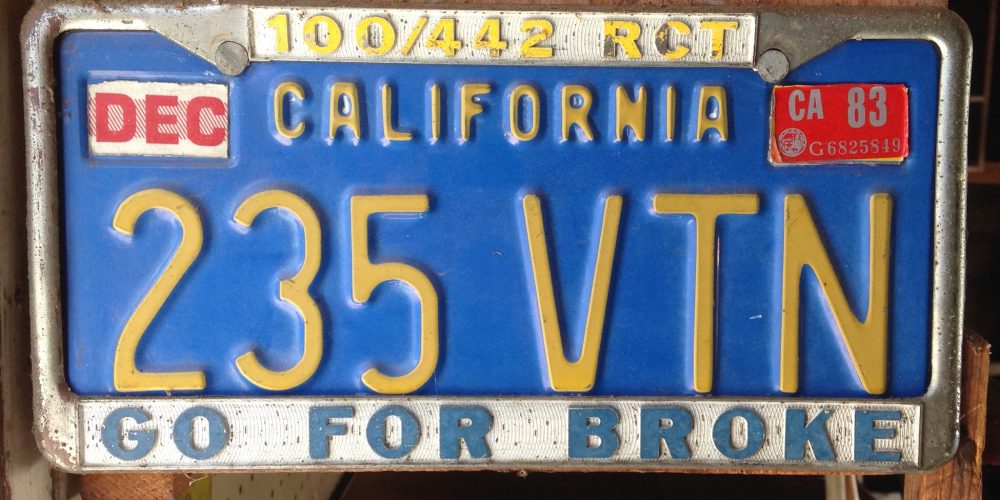 100/442 RCT
DEC
CALIFORNIA
CA 83
G6825849
235 VTN
GO FOR BROKE